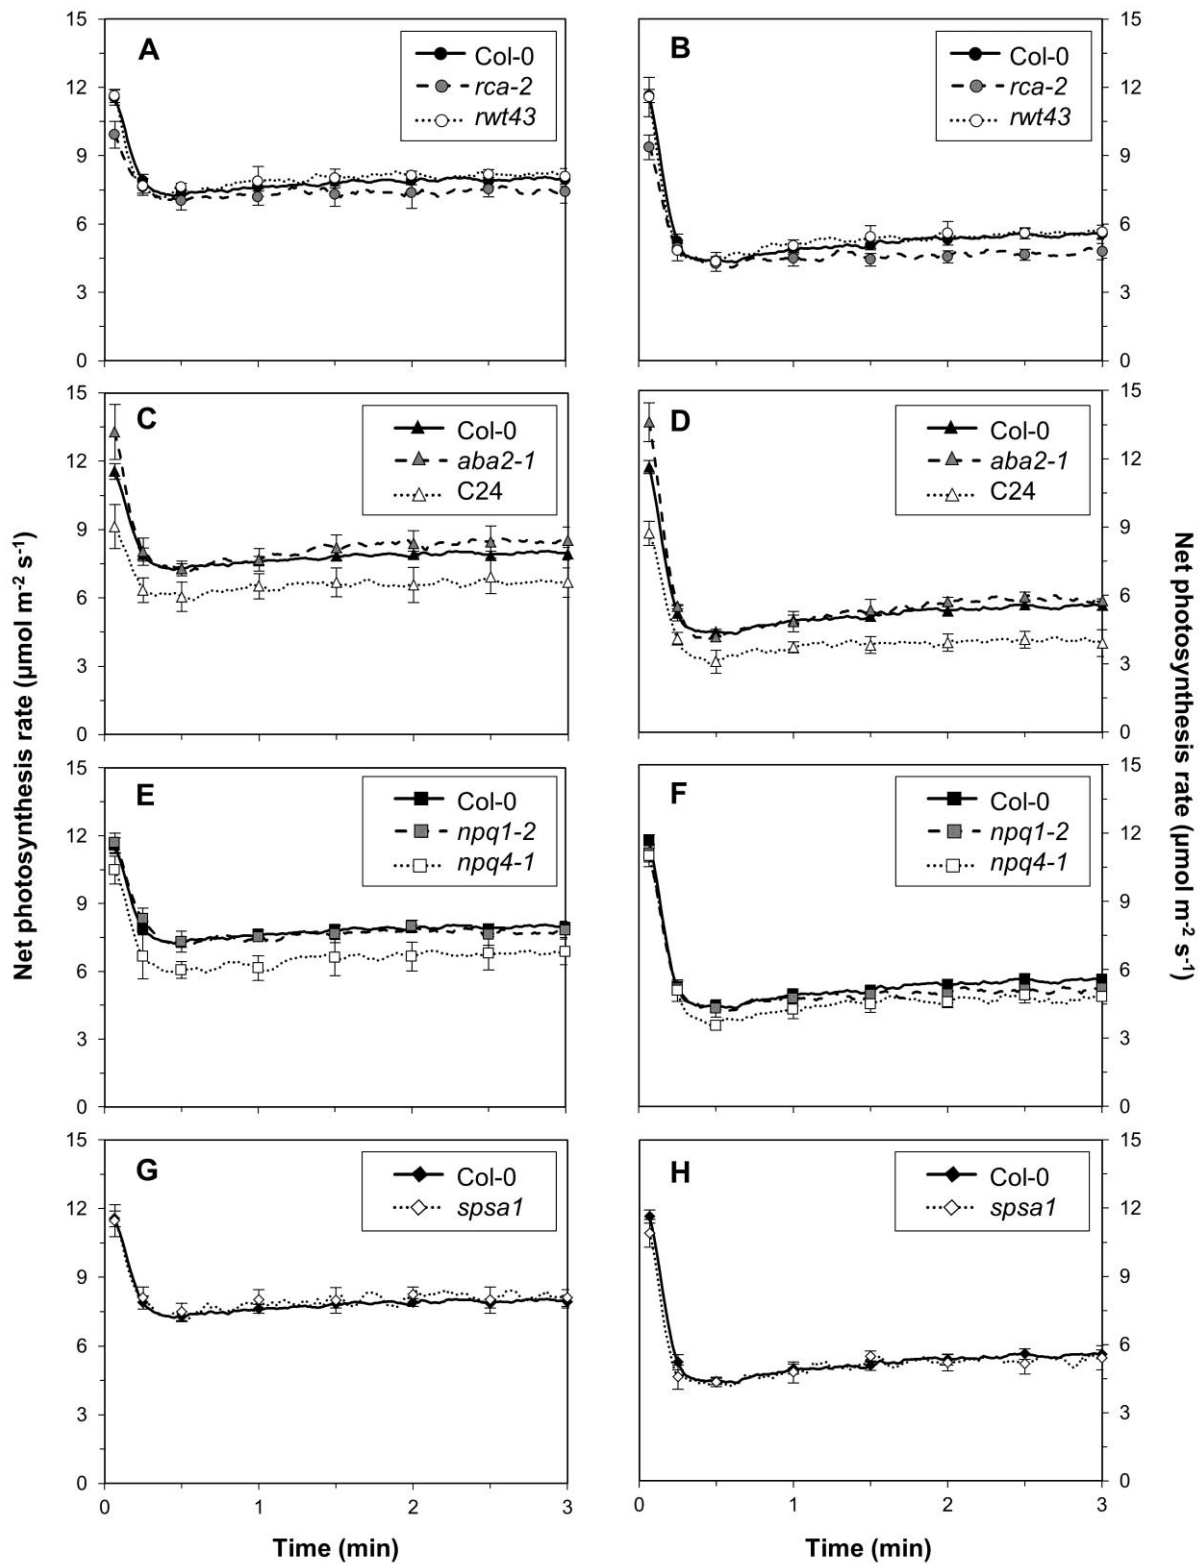 A
Col-0
rca-2
rwt43
15
12
9
6
3
0
B
Col-0
rca-2
rwt43
15
12
9
6
3
0
C
Col-0
aba2-1
C24
15
12
9
6
3
0
D
Col-0
aba2-1
C24
15
12
9
6
3
0
Net photosynthesis rate (µmol m⁻² s⁻¹)
Net photosynthesis rate (µmol m⁻² s⁻¹)
E
Col-0
npq1-2
npq4-1
15
12
9
6
3
0
F
Col-0
npq1-2
npq4-1
15
12
9
6
3
0
G
Col-0
spsa1
15
12
9
6
3
0
H
Col-0
spsa1
15
12
9
6
3
0
0 1 2 3
0 1 2 3
Time (min)
Time (min)